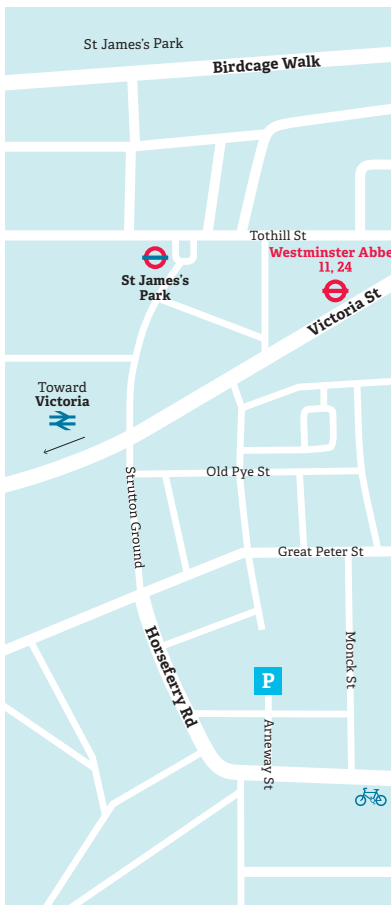 St James's Park
Birdcage Walk
Tothill St
Westminster Abbe
11, 24
St James's
Park
Victoria St
Toward
Victoria
Old Pye St
Strutton Ground
Great Peter St
Horseferry Rd
Monck St
P
Arneway St